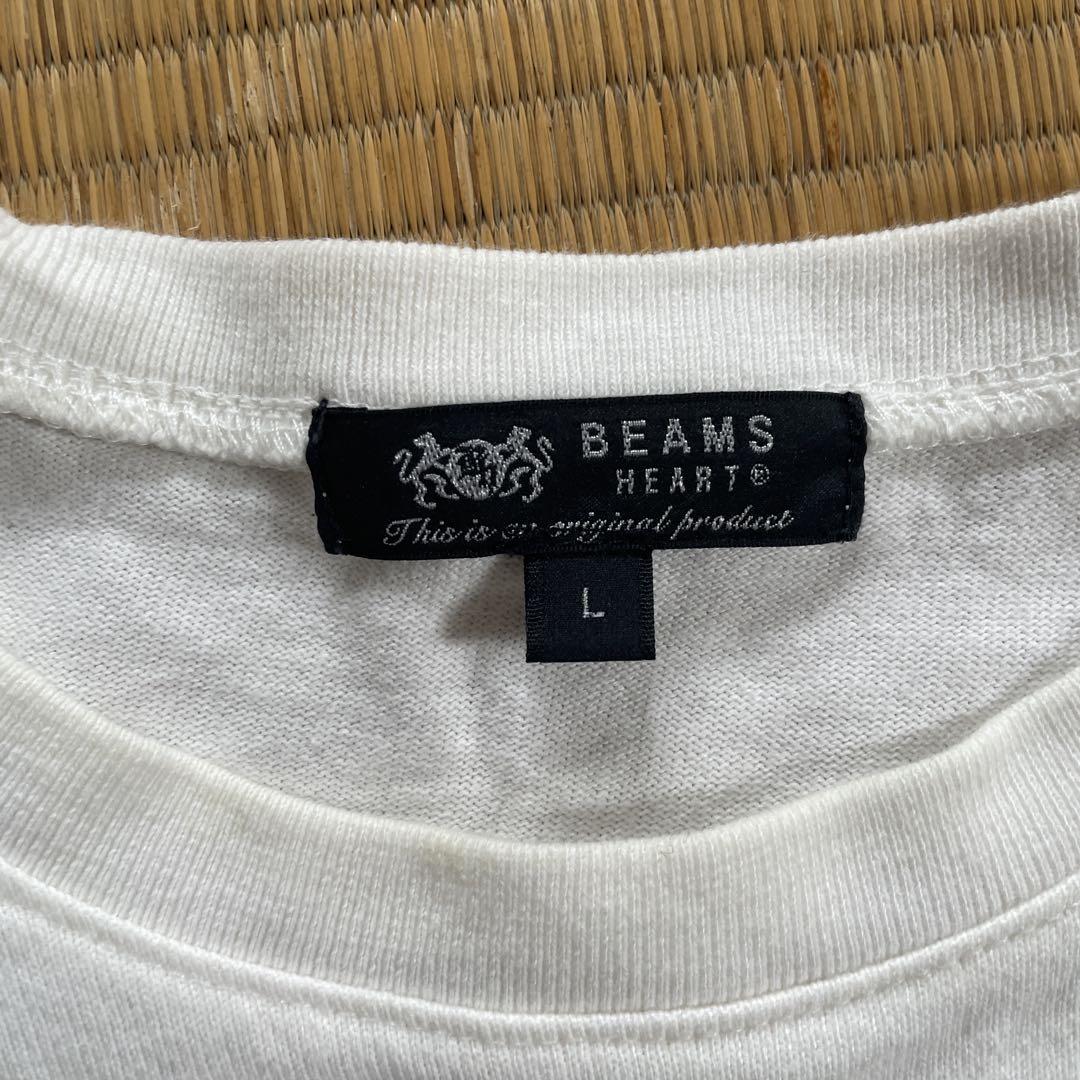 BEAMS
HEART®
This is an original product
L